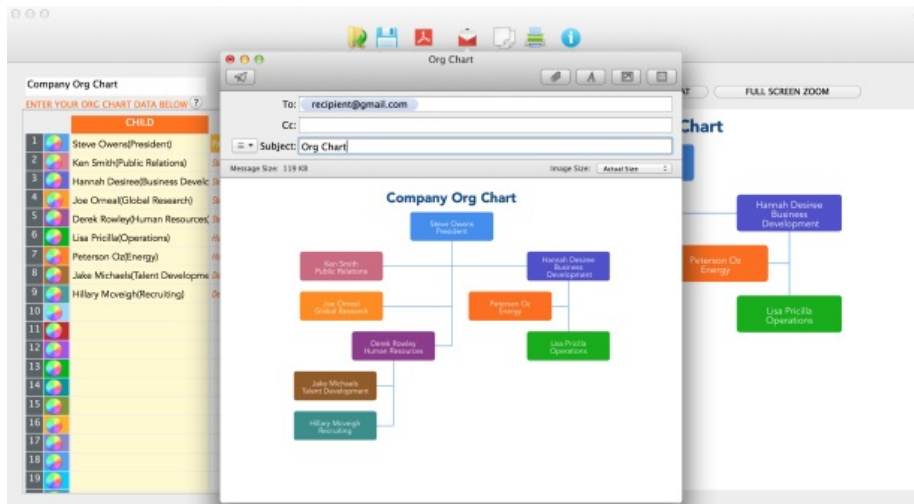 Org Chart
Company Org Chart
ENTER YOUR ORG CHART DATA BELOW ?
CHILD
1 Steve Owens(President)
2 Ken Smith(Public Relations)
3 Hannah Desiree(Business Develc
4 Joe Orneal(Global Research)
5 Derek Rowley(Human Resources(
6 Lisa Pricilla(Operations)
7 Peterson Oz(Energy)
8 Jake Michaels(Talent Developme
9 Hillary Mcveigh(Recruiting)
10
11
12
13
14
15
16
17
18
19
To: recipient@gmail.com
Cc:
Subject: Org Chart
Message Size: 119 KB
Image Size: Actual Size
Company Org Chart
Steve Owens
President
Ken Smith
Public Relations
Hannah Desiree
Business
Development
Joe Orneal
Global Research
Peterson Oz
Energy
Derek Rowley
Human Resources
Lisa Pricilla
Operations
Jake Michaels
Talent Development
Hillary Mcveigh
Recruiting
AT
FULL SCREEN ZOOM
Chart
Hannah Desiree
Business
Development
Peterson Oz
Energy
Lisa Pricilla
Operations